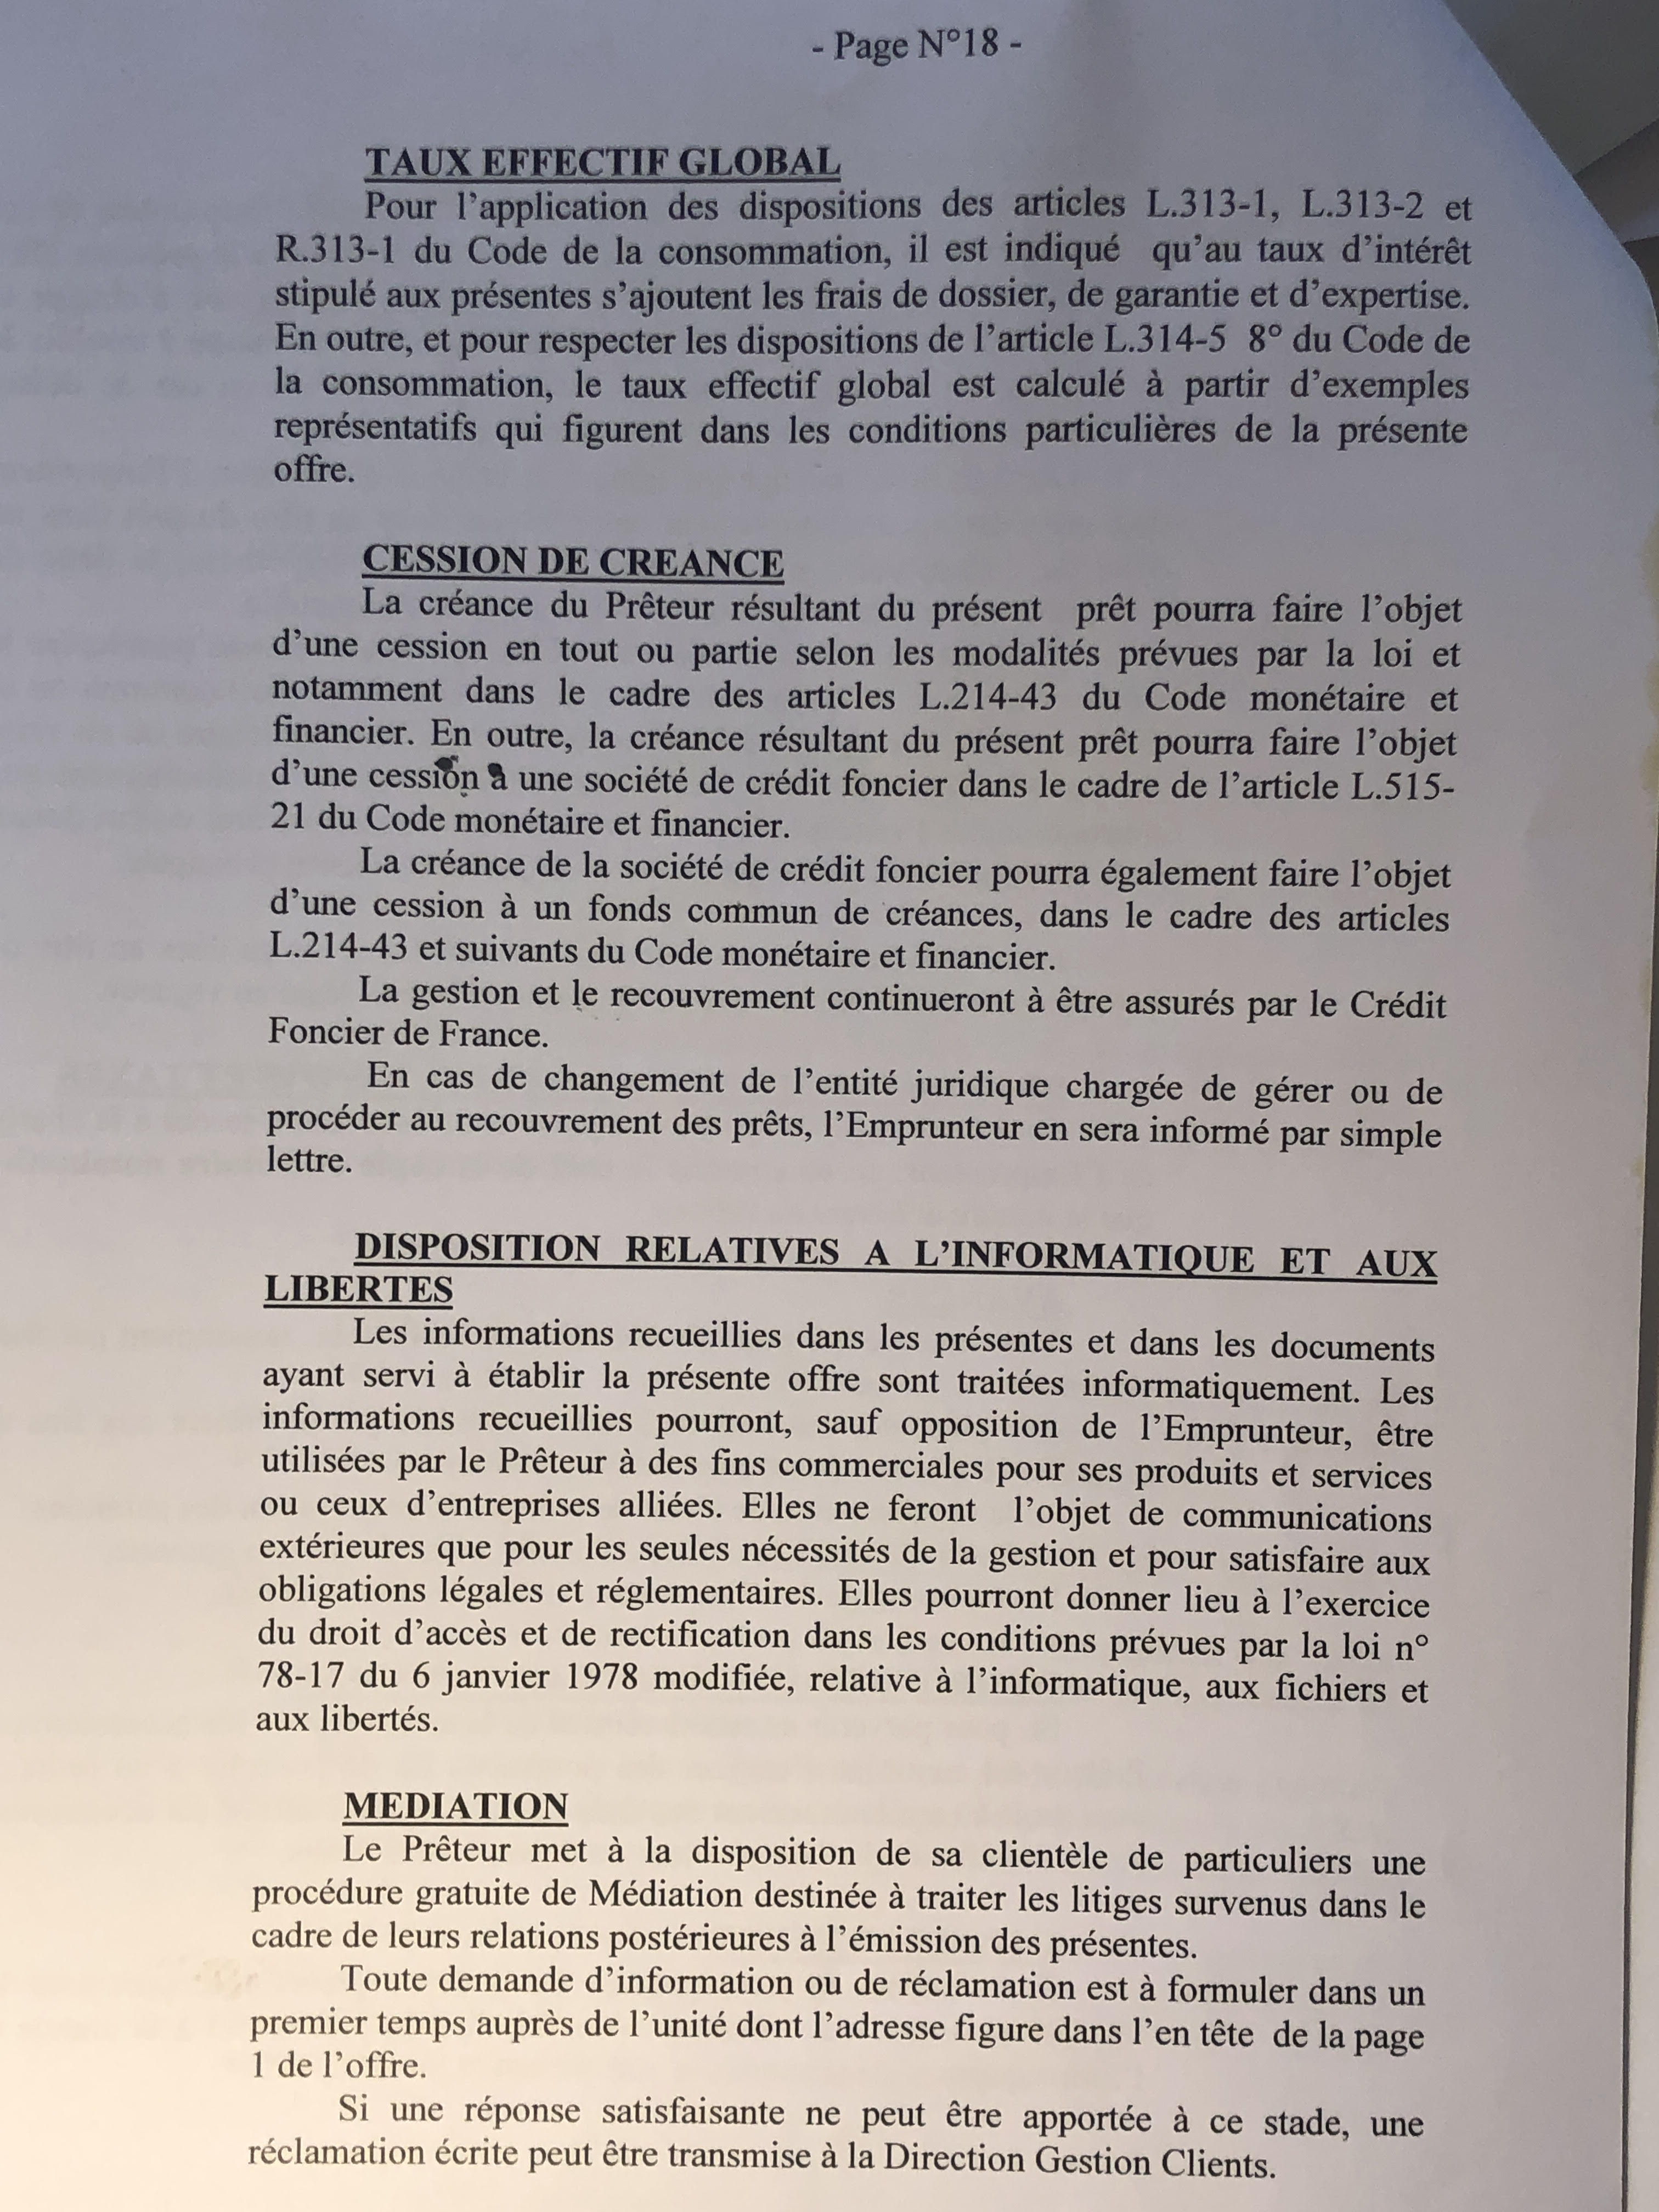 - Page N°18 -
TAUX EFFECTIF GLOBAL
Pour l'application des dispositions des articles L.313-1, L.313-2 et
R.313-1 du Code de la consommation, il est indiqué qu'au taux d'intérêt
stipulé aux présentes s'ajoutent les frais de dossier, de garantie et d'expertise.
En outre, et pour respecter les dispositions de l'article L.314-5 8° du Code de
la consommation, le taux effectif global est calculé à partir d'exemples
représentatifs qui figurent dans les conditions particulières de la présente
offre.
CESSION DE CREANCE
La créance du Prêteur résultant du présent prêt pourra faire l'objet
d'une cession en tout ou partie selon les modalités prévues par la loi et
notamment dans le cadre des articles L.214-43 du Code monétaire et
financier. En outre, la créance résultant du présent prêt pourra faire l'objet
d'une cession à une société de crédit foncier dans le cadre de l'article L.515-
21 du Code monétaire et financier.
La créance de la société de crédit foncier pourra également faire l'objet
d'une cession à un fonds commun de créances, dans le cadre des articles
L.214-43 et suivants du Code monétaire et financier.
La gestion et le recouvrement continueront à être assurés par le Crédit
Foncier de France.
En cas de changement de l'entité juridique chargée de gérer ou de
procéder au recouvrement des prêts, l'Emprunteur en sera informé par simple
lettre.
DISPOSITION RELATIVES A L'INFORMATIQUE ET AUX
LIBERTES
Les informations recueillies dans les présentes et dans les documents
ayant servi à établir la présente offre sont traitées informatiquement. Les
informations recueillies pourront, sauf opposition de l'Emprunteur, être
utilisées par le Prêteur à des fins commerciales pour ses produits et services
ou ceux d'entreprises alliées. Elles ne feront l'objet de communications
extérieures que pour les seules nécessités de la gestion et pour satisfaire aux
obligations légales et réglementaires. Elles pourront donner lieu à l'exercice
du droit d'accès et de rectification dans les conditions prévues par la loi n°
78-17 du 6 janvier 1978 modifiée, relative à l'informatique, aux fichiers et
aux libertés.
MEDIATION
Le Prêteur met à la disposition de sa clientèle de particuliers une
procédure gratuite de Médiation destinée à traiter les litiges survenus dans le
cadre de leurs relations postérieures à l'émission des présentes.
Toute demande d'information ou de réclamation est à formuler dans un
premier temps auprès de l'unité dont l'adresse figure dans l'en tête de la page
1 de l'offre.
Si une réponse satisfaisante ne peut être apportée à ce stade, une
réclamation écrite peut être transmise à la Direction Gestion Clients.